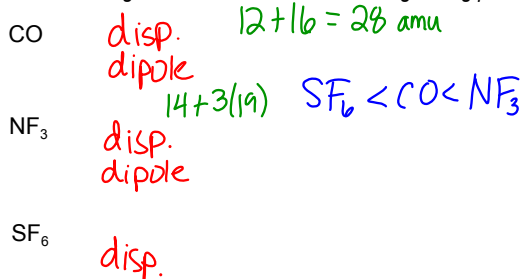 CO disp. 12+16 = 28 amu
dipole
14+3(19) SF₆ < CO < NF₃
NF₃ disp.
dipole
SF₆ disp.